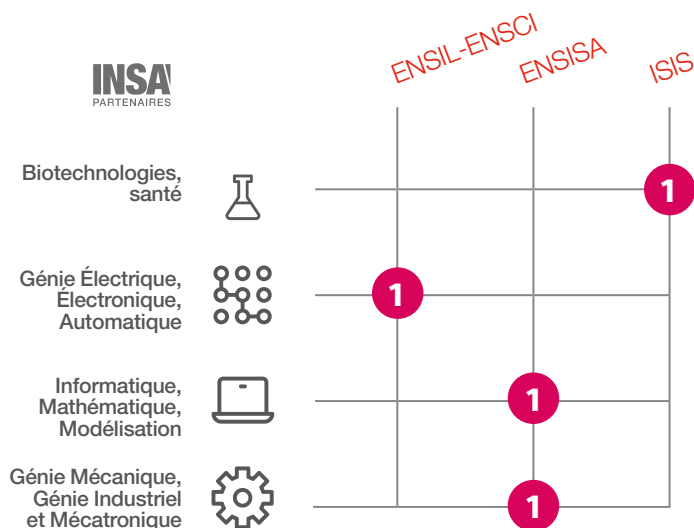 INSA
PARTENAIRES
ENSIL-ENSCI
ENSISA
ISIS
Biotechnologies,
santé
1
Génie Électrique,
Électronique,
Automatique
1
Informatique,
Mathématique,
Modélisation
1
Génie Mécanique,
Génie Industriel
et Mécatronique
1